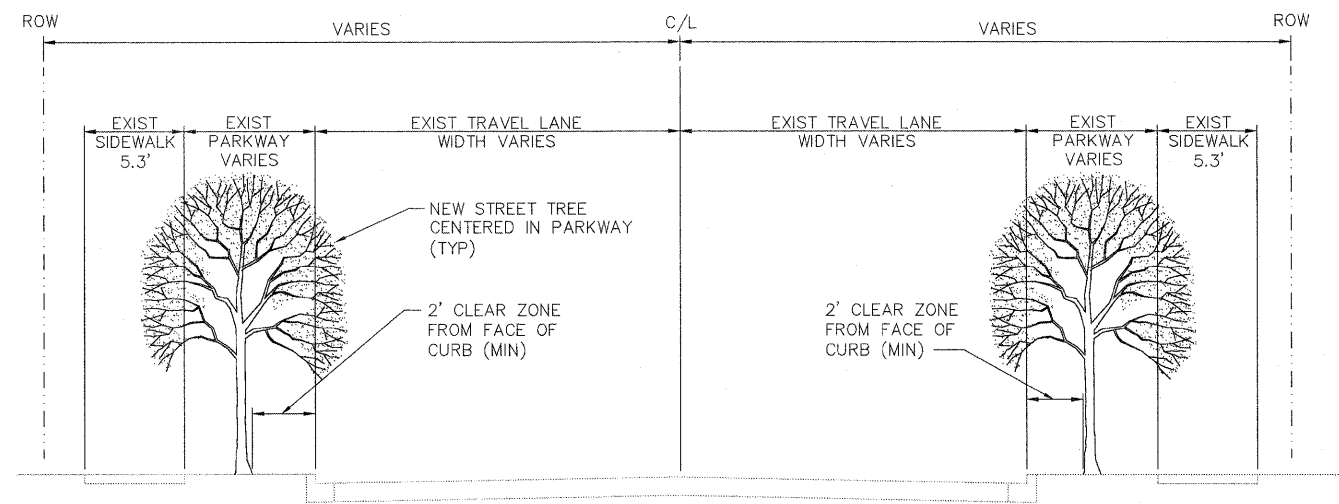 ROW
VARIES
C/L
VARIES
ROW
EXIST
SIDEWALK
5.3'
EXIST
PARKWAY
VARIES
EXIST TRAVEL LANE
WIDTH VARIES
EXIST TRAVEL LANE
WIDTH VARIES
EXIST
PARKWAY
VARIES
EXIST
SIDEWALK
5.3'
NEW STREET TREE
CENTERED IN PARKWAY
(TYP)
2' CLEAR ZONE
FROM FACE OF
CURB (MIN)
2' CLEAR ZONE
FROM FACE OF
CURB (MIN)